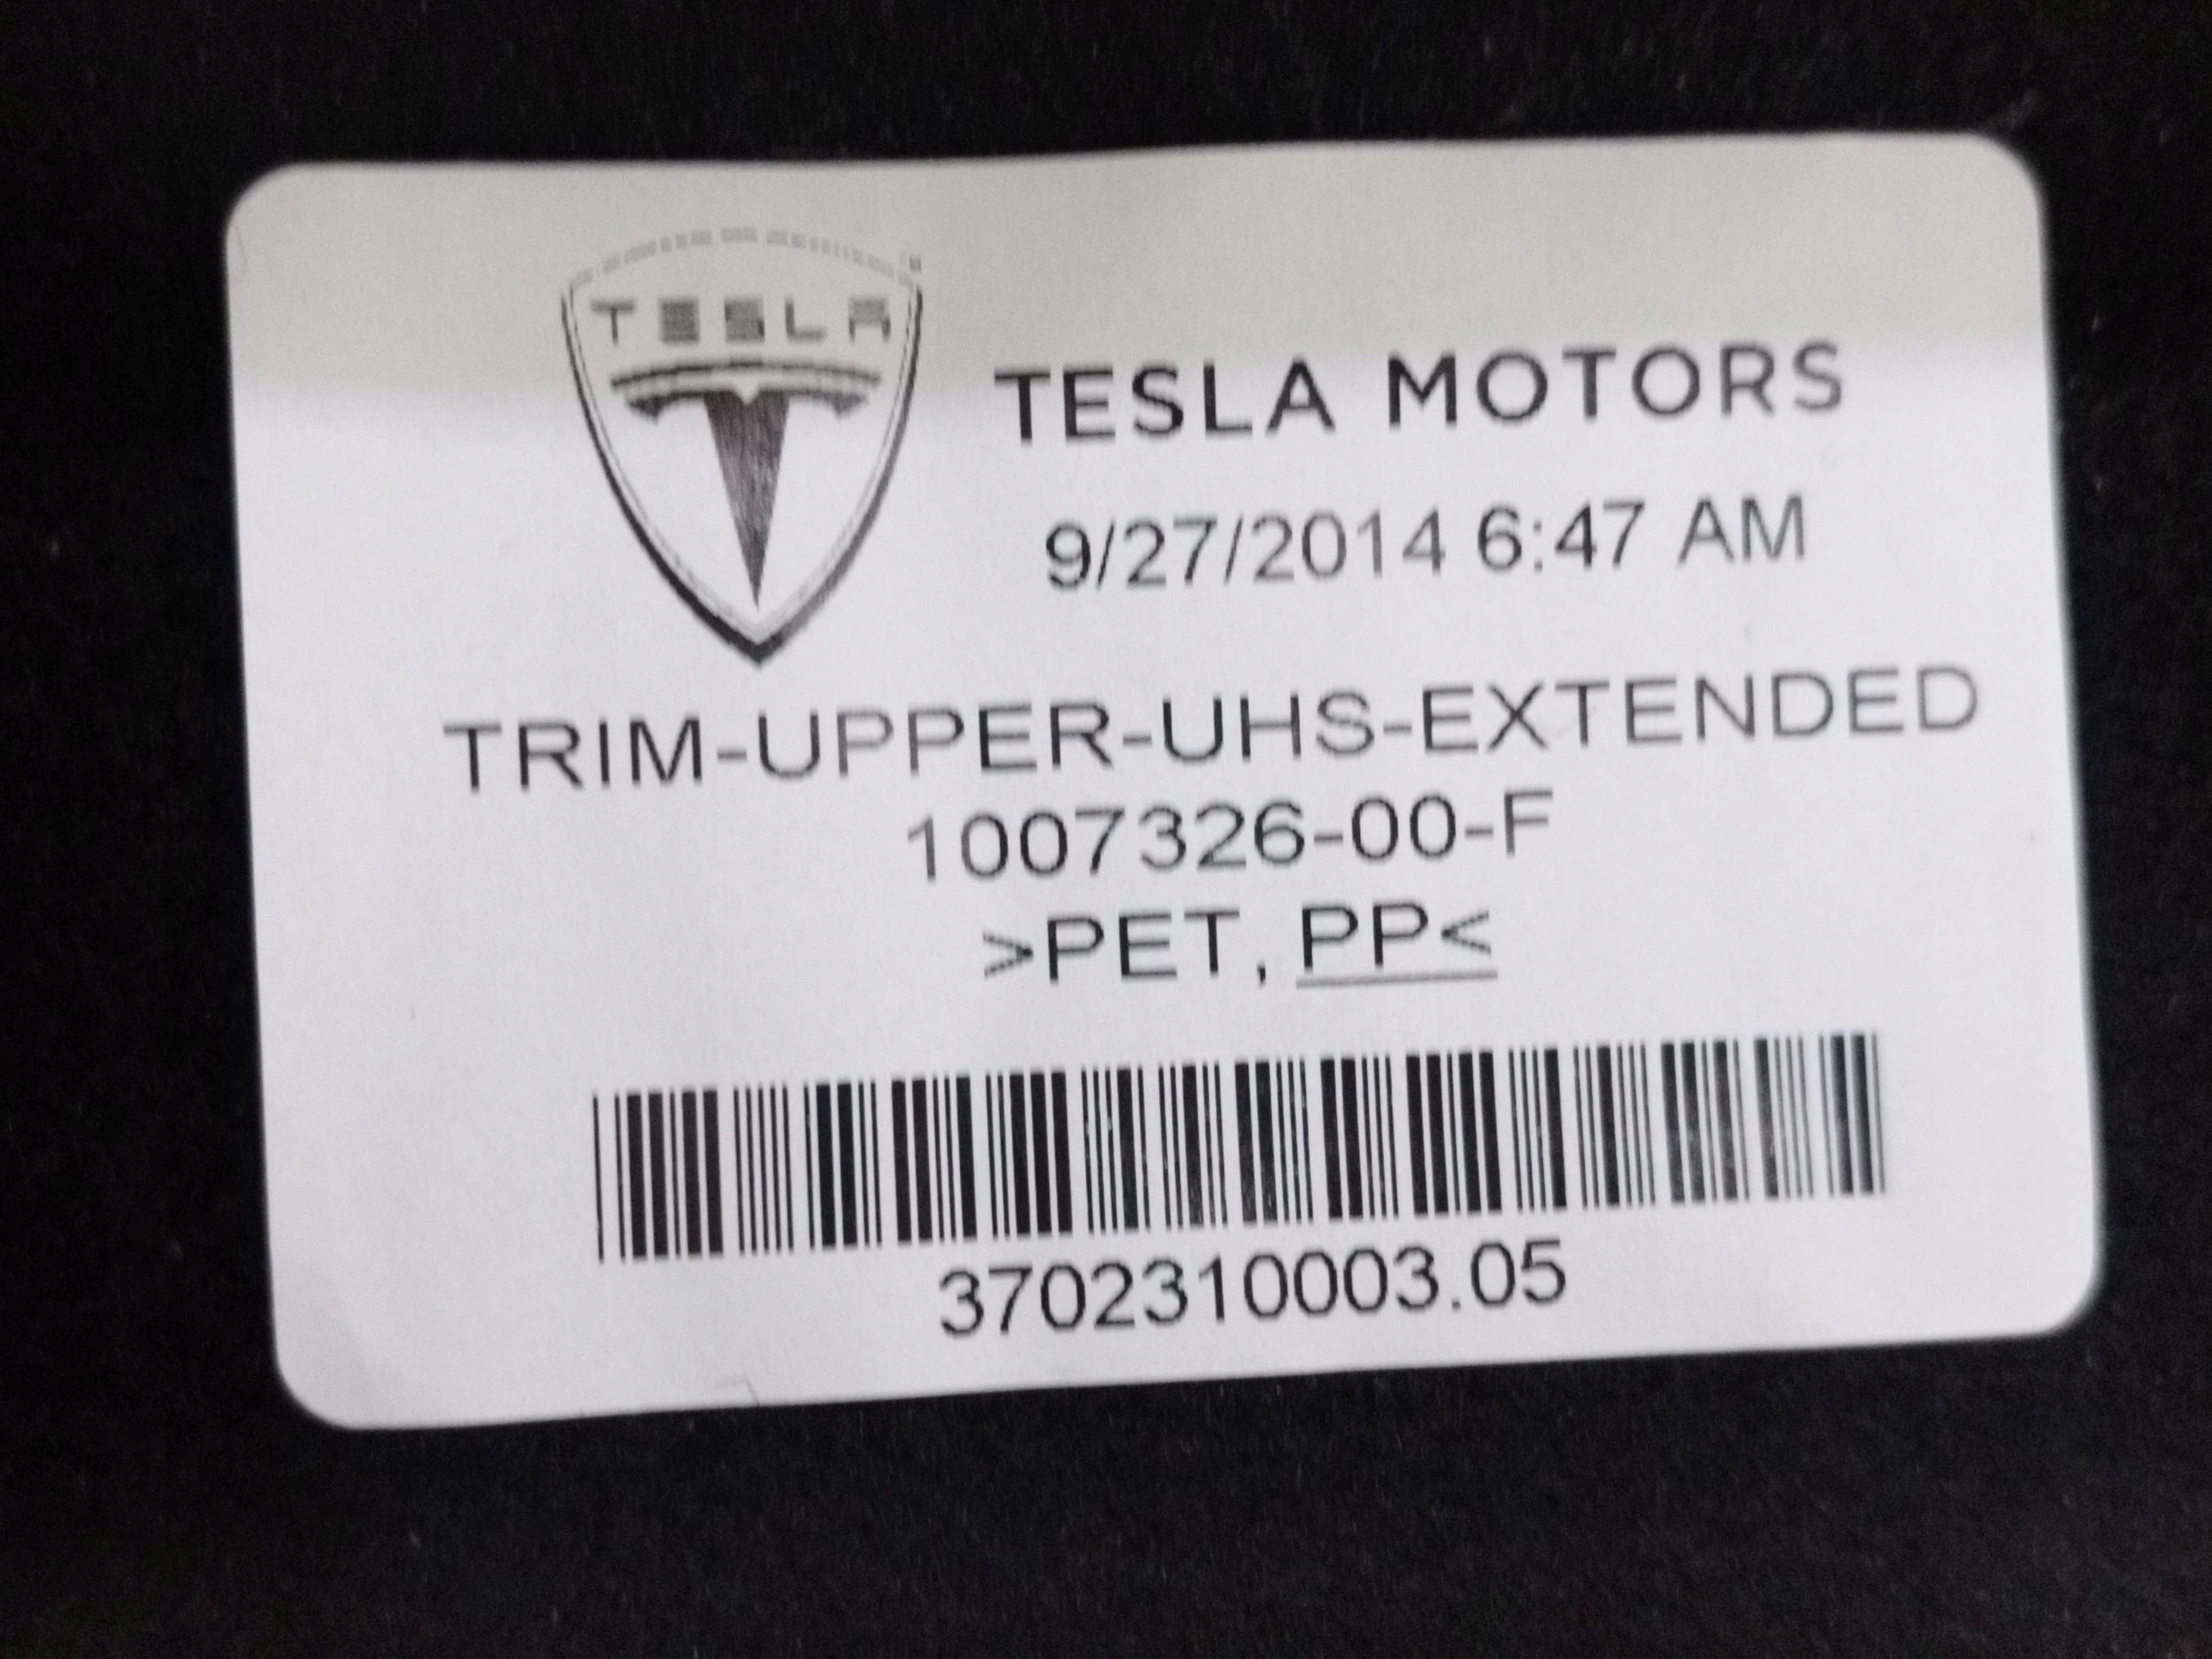 TESLA
TESLA MOTORS
9/27/2014 6:47 AM
TRIM-UPPER-UHS-EXTENDED
1007326-00-F
>PET, PP<
3702310003.05